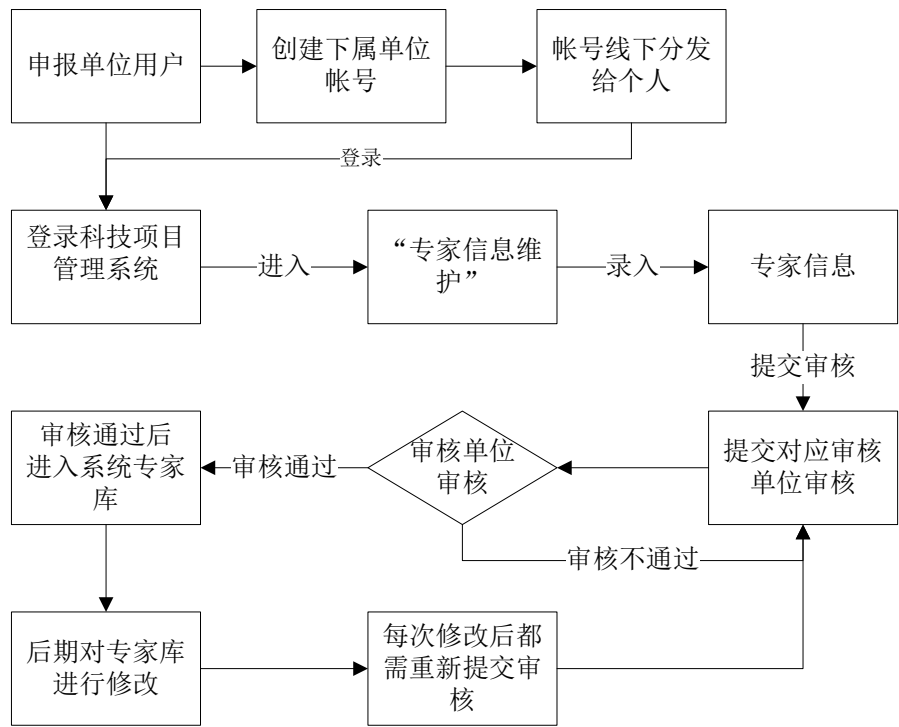 申报单位用户
创建下属单位
帐号
帐号线下分发
给个人
登录
登录科技项目
管理系统
进入
“专家信息维
护”
录入
专家信息
提交审核
审核通过后
进入系统专家
库
审核通过
审核单位
审核
提交对应审核
单位审核
审核不通过
后期对专家库
进行修改
每次修改后都
需重新提交审
核